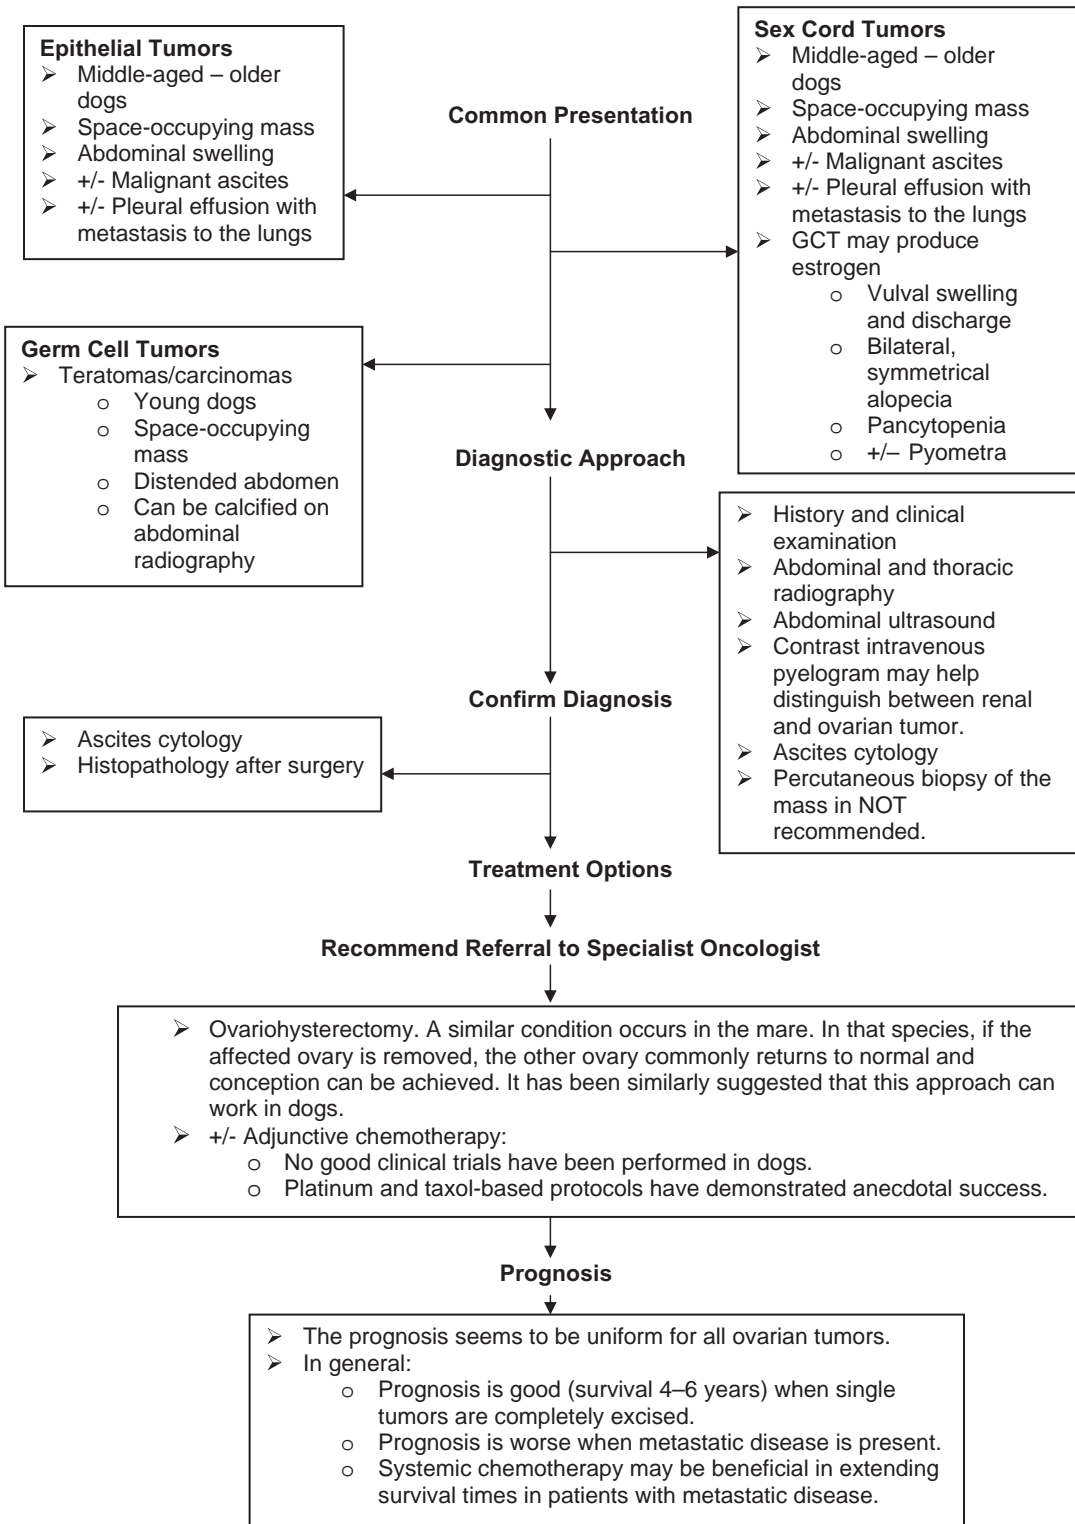 Epithelial Tumors
➢ Middle-aged – older
dogs
➢ Space-occupying mass
➢ Abdominal swelling
➢ +/- Malignant ascites
➢ +/- Pleural effusion with
metastasis to the lungs
Common Presentation
Sex Cord Tumors
➢ Middle-aged – older
dogs
➢ Space-occupying mass
➢ Abdominal swelling
➢ +/- Malignant ascites
➢ +/- Pleural effusion with
metastasis to the lungs
➢ GCT may produce
estrogen
o Vulval swelling
and discharge
o Bilateral,
symmetrical
alopecia
o Pancytopenia
o +/– Pyometra
Germ Cell Tumors
➢ Teratomas/carcinomas
o Young dogs
o Space-occupying
mass
o Distended abdomen
o Can be calcified on
abdominal
radiography
Diagnostic Approach
➢ History and clinical
examination
➢ Abdominal and thoracic
radiography
➢ Abdominal ultrasound
➢ Contrast intravenous
pyelogram may help
distinguish between renal
and ovarian tumor.
➢ Ascites cytology
➢ Percutaneous biopsy of the
mass in NOT
recommended.
Confirm Diagnosis
➢ Ascites cytology
➢ Histopathology after surgery
Treatment Options
Recommend Referral to Specialist Oncologist
➢ Ovariohysterectomy. A similar condition occurs in the mare. In that species, if the
affected ovary is removed, the other ovary commonly returns to normal and
conception can be achieved. It has been similarly suggested that this approach can
work in dogs.
➢ +/- Adjunctive chemotherapy:
o No good clinical trials have been performed in dogs.
o Platinum and taxol-based protocols have demonstrated anecdotal success.
Prognosis
➢ The prognosis seems to be uniform for all ovarian tumors.
➢ In general:
o Prognosis is good (survival 4–6 years) when single
tumors are completely excised.
o Prognosis is worse when metastatic disease is present.
o Systemic chemotherapy may be beneficial in extending
survival times in patients with metastatic disease.